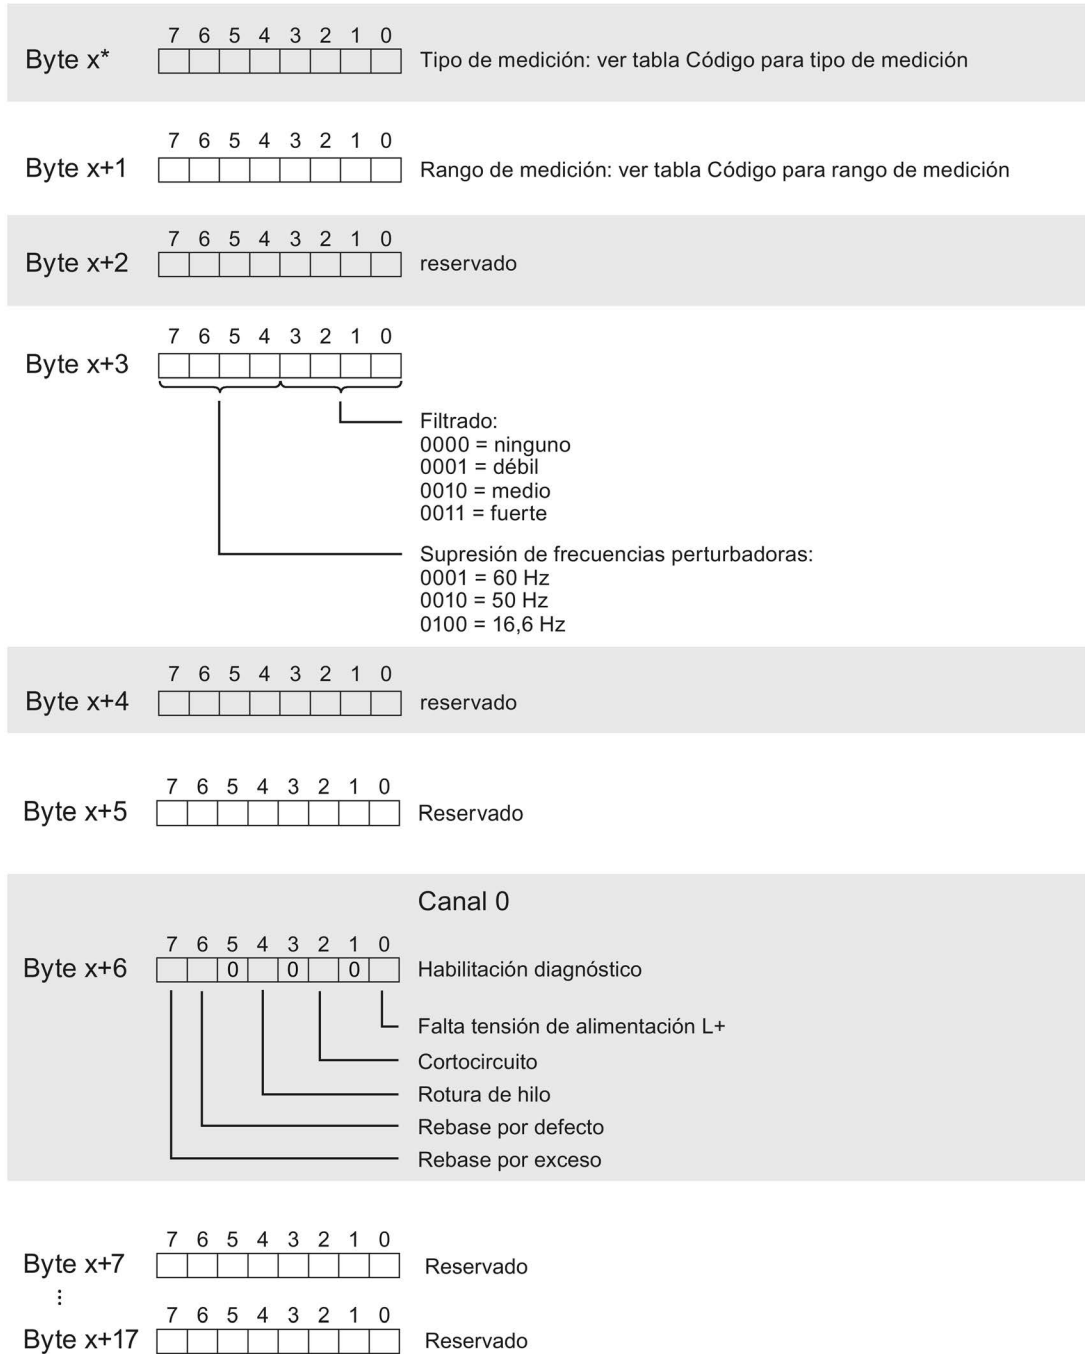 7 6 5 4 3 2 1 0
Byte x* Tipo de medición: ver tabla Código para tipo de medición
7 6 5 4 3 2 1 0
Byte x+1 Rango de medición: ver tabla Código para rango de medición
7 6 5 4 3 2 1 0
Byte x+2 reservado
7 6 5 4 3 2 1 0
Byte x+3
Filtrado:
0000 = ninguno
0001 = débil
0010 = medio
0011 = fuerte
Supresión de frecuencias perturbadoras:
0001 = 60 Hz
0010 = 50 Hz
0100 = 16,6 Hz
7 6 5 4 3 2 1 0
Byte x+4 reservado
7 6 5 4 3 2 1 0
Byte x+5 Reservado
Canal 0
7 6 5 4 3 2 1 0
Byte x+6 0 0 0 Habilitación diagnóstico
Falta tensión de alimentación L+
Cortocircuito
Rotura de hilo
Rebase por defecto
Rebase por exceso
7 6 5 4 3 2 1 0
Byte x+7 Reservado
⋮
7 6 5 4 3 2 1 0
Byte x+17 Reservado